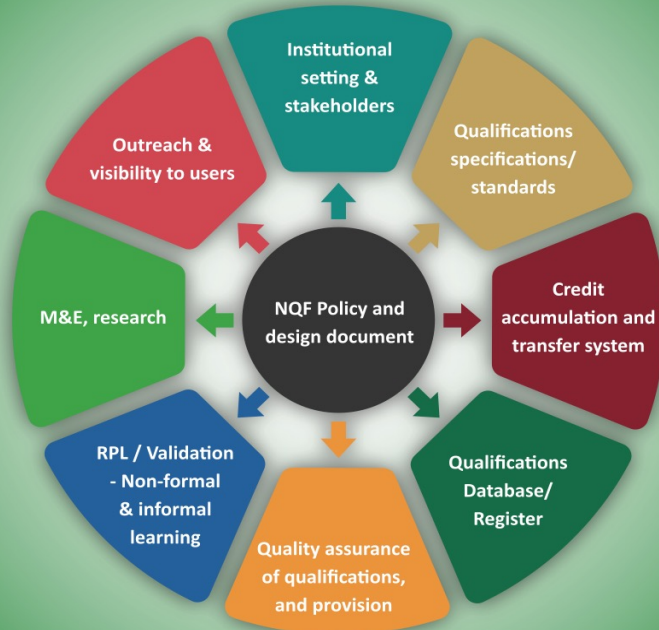 Institutional
setting &
stakeholders
Qualifications
specifications/
standards
Credit
accumulation and
transfer system
Qualifications
Database/
Register
Quality assurance
of qualifications,
and provision
RPL / Validation
- Non-formal
& informal
learning
M&E, research
Outreach &
visibility to users
NQF Policy and
design document